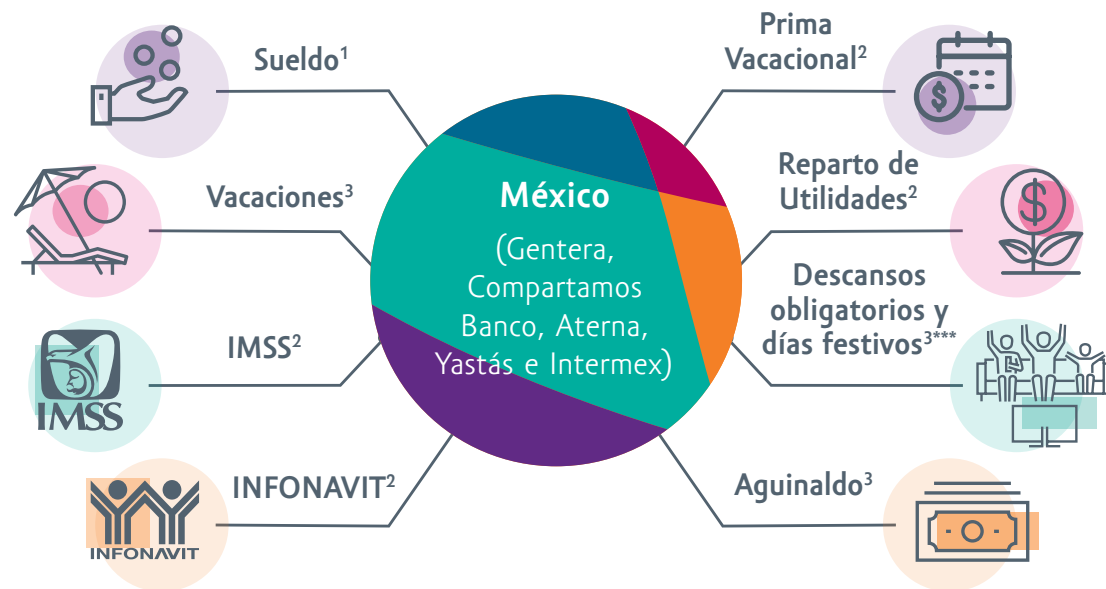 Sueldo¹
Vacaciones³
IMSS²
IMSS
INFONAVIT²
INFONAVIT
México
(Gentera,
Compartamos
Banco, Aterna,
Yastás e Intermex)
Prima
Vacacional²
$
Reparto de
Utilidades²
$
Descansos
obligatorios y
días festivos³***
Aguinaldo³